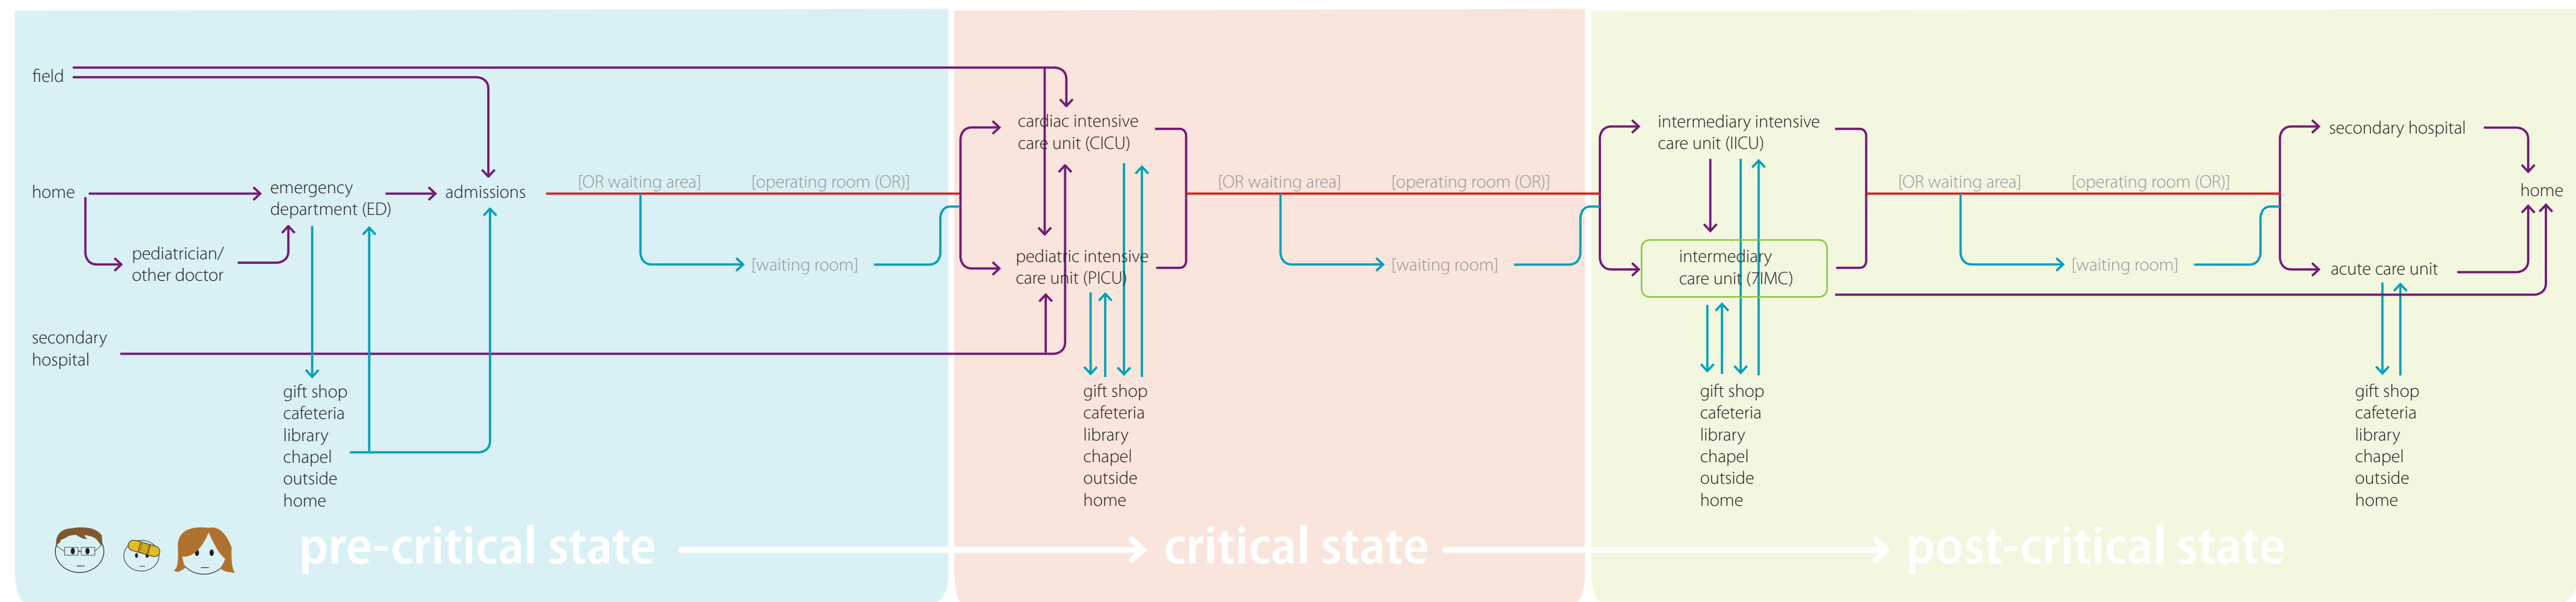 field
home
emergency
department (ED)
admissions
pediatrician/
other doctor
secondary
hospital
[OR waiting area]
[operating room (OR)]
[waiting room]
gift shop
cafeteria
library
chapel
outside
home
pre-critical state
cardiac intensive
care unit (CICU)
pediatric intensive
care unit (PICU)
[OR waiting area]
[operating room (OR)]
[waiting room]
gift shop
cafeteria
library
chapel
outside
home
critical state
intermediary intensive
care unit (IICU)
intermediary
care unit (7IMC)
[OR waiting area]
[operating room (OR)]
[waiting room]
gift shop
cafeteria
library
chapel
outside
home
secondary hospital
home
acute care unit
gift shop
cafeteria
library
chapel
outside
home
post-critical state